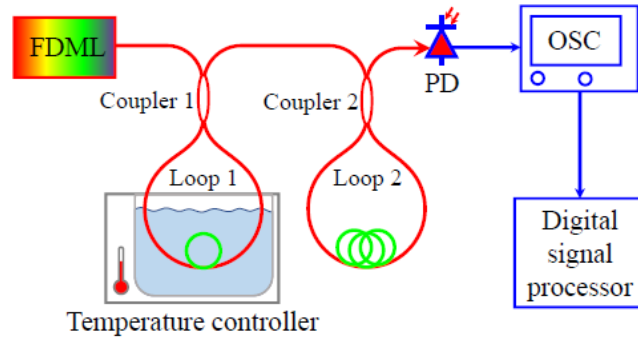 FDML
OSC
PD
Coupler 1
Coupler 2
Loop 1
Loop 2
Digital
signal
processor
Temperature controller